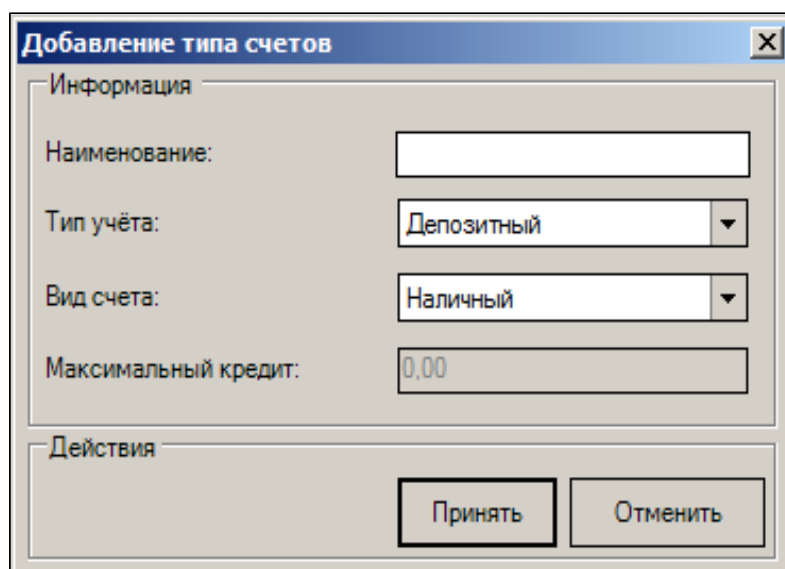 Добавление типа счетов
Информация
Наименование:
Тип учёта: Депозитный
Вид счета: Наличный
Максимальный кредит: 0,00
Действия
Принять Отменить